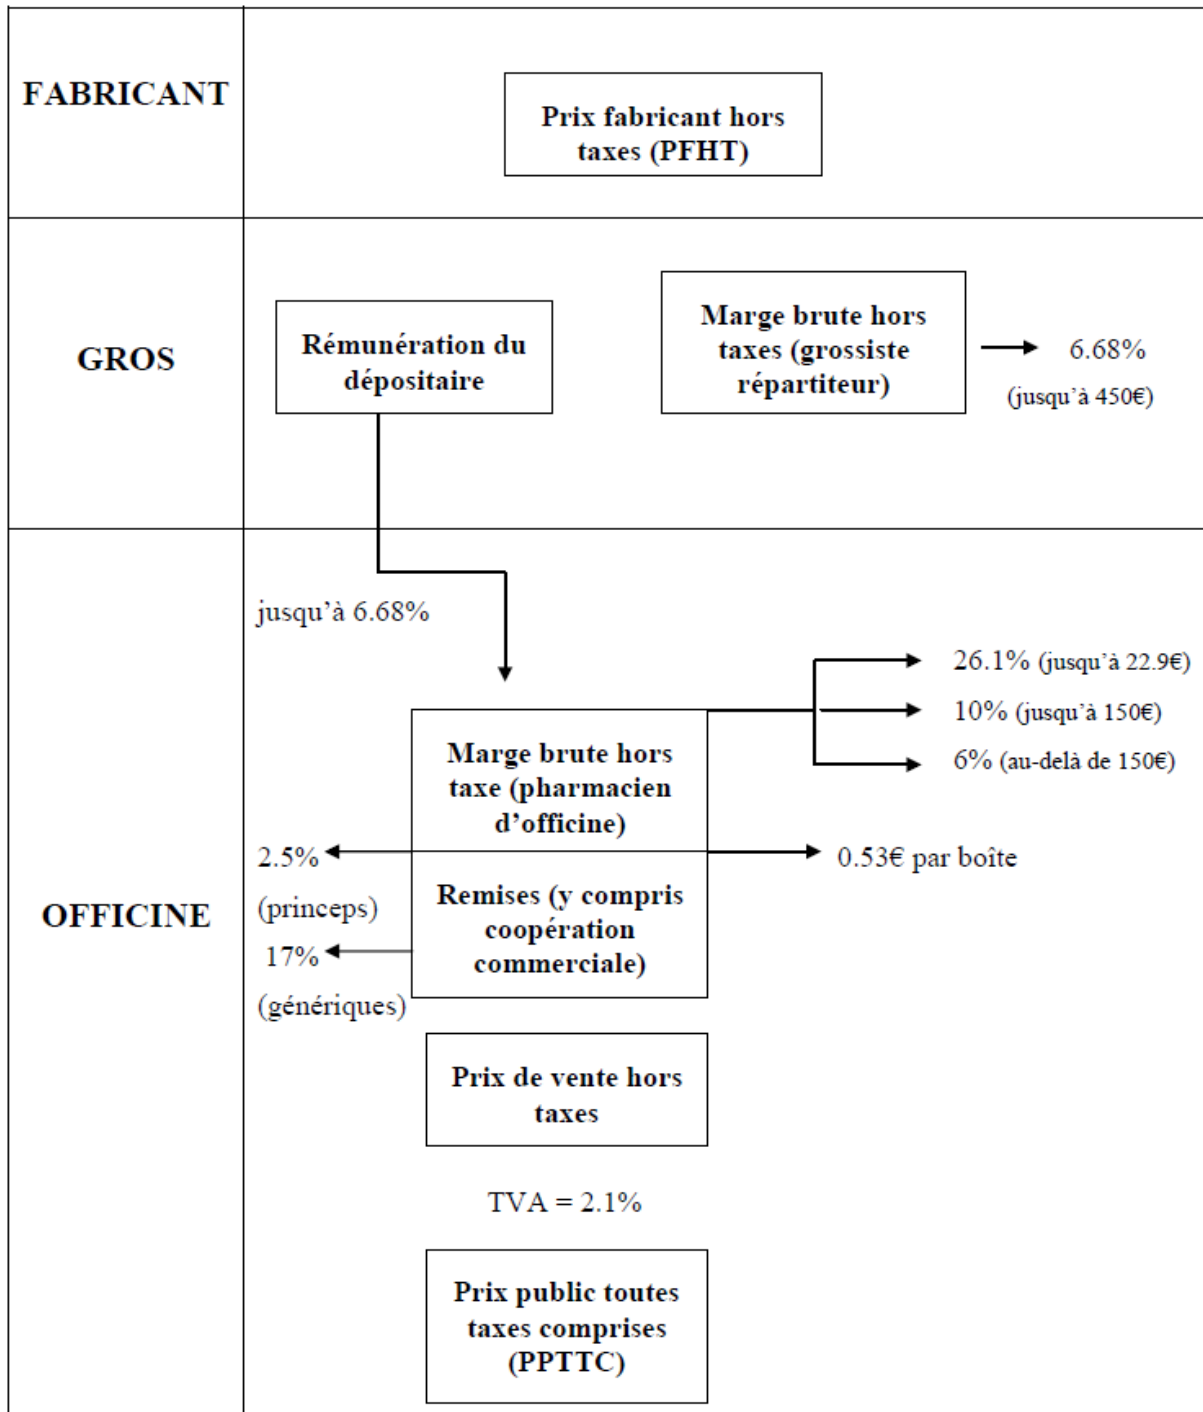 FABRICANT
Prix fabricant hors
taxes (PFHT)
GROS
Rémunération du
dépositaire
Marge brute hors
taxes (grossiste
répartiteur)
6.68%
(jusqu’à 450€)
OFFICINE
jusqu’à 6.68%
26.1% (jusqu’à 22.9€)
10% (jusqu’à 150€)
6% (au-delà de 150€)
Marge brute hors
taxe (pharmacien
d’officine)
2.5%
(princeps)
0.53€ par boîte
Remises (y compris
coopération
commerciale)
17%
(génériques)
Prix de vente hors
taxes
TVA = 2.1%
Prix public toutes
taxes comprises
(PPTTC)